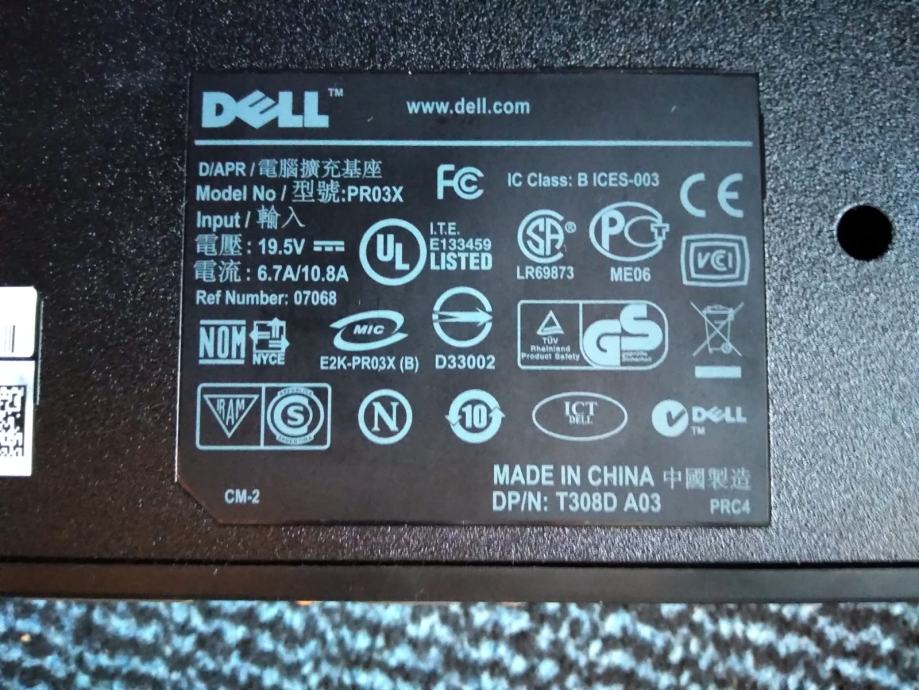 DELL™
www.dell.com
D/APR / 電腦擴充基座
Model No / 型號:PR03X
Input / 輸入
電壓 : 19.5V
電流 : 6.7A/10.8A
Ref Number: 07068
FC
IC Class: B ICES-003
CE
UL
I.T.E.
E133459
LISTED
SA®
LR69873
PCT
ME06
VCI
NOM
NYCE
MIC
E2K-PR03X (B)
D33002
TÜV
Rheinland
Product Safety
GS
geprüfte
Sicherheit
IRAM
S
ARGENTINA
N
10
ICT
DELL
DELL
TM
MADE IN CHINA 中國製造
DP/N: T308D A03
CM-2
PRC4